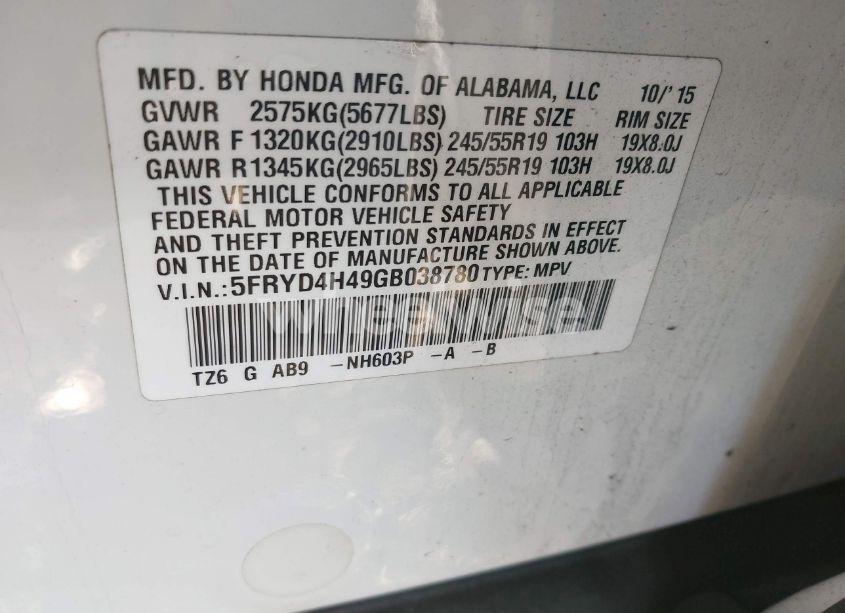 MFD. BY HONDA MFG. OF ALABAMA, LLC 10/'15
GVWR 2575KG(5677LBS) TIRE SIZE RIM SIZE
GAWR F 1320KG(2910LBS) 245/55R19 103H 19X8.0J
GAWR R 1345KG(2965LBS) 245/55R19 103H 19X8.0J
THIS VEHICLE CONFORMS TO ALL APPLICABLE
FEDERAL MOTOR VEHICLE SAFETY
AND THEFT PREVENTION STANDARDS IN EFFECT
ON THE DATE OF MANUFACTURE SHOWN ABOVE.
V.I.N.:5FRYD4H49GB038780 TYPE: MPV
wheelwise
TZ6 G AB9 -NH603P -A -B